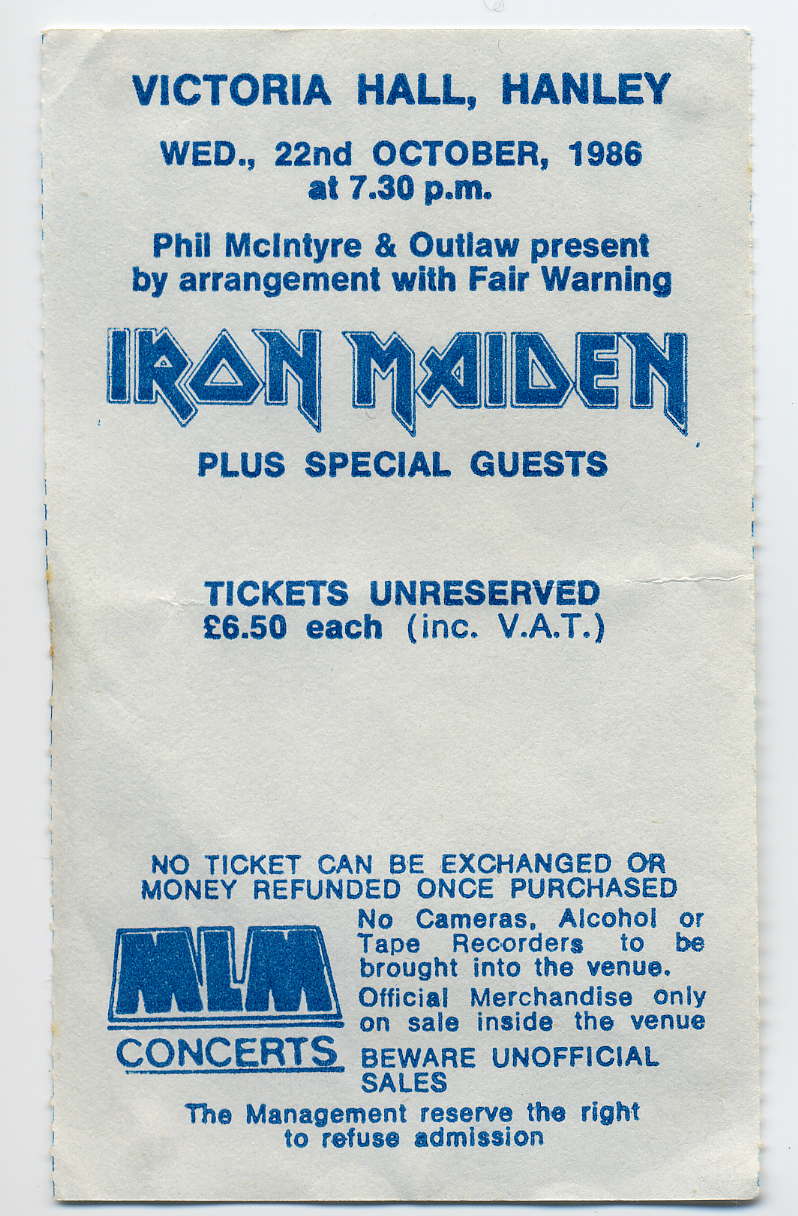 VICTORIA HALL, HANLEY
WED., 22nd OCTOBER, 1986
at 7.30 p.m.
Phil McIntyre & Outlaw present
by arrangement with Fair Warning
IRON MAIDEN
PLUS SPECIAL GUESTS
TICKETS UNRESERVED
£6.50 each (inc. V.A.T.)
NO TICKET CAN BE EXCHANGED OR
MONEY REFUNDED ONCE PURCHASED
MLM
CONCERTS
No Cameras, Alcohol or
Tape Recorders to be
brought into the venue.
Official Merchandise only
on sale inside the venue
BEWARE UNOFFICIAL
SALES
The Management reserve the right
to refuse admission